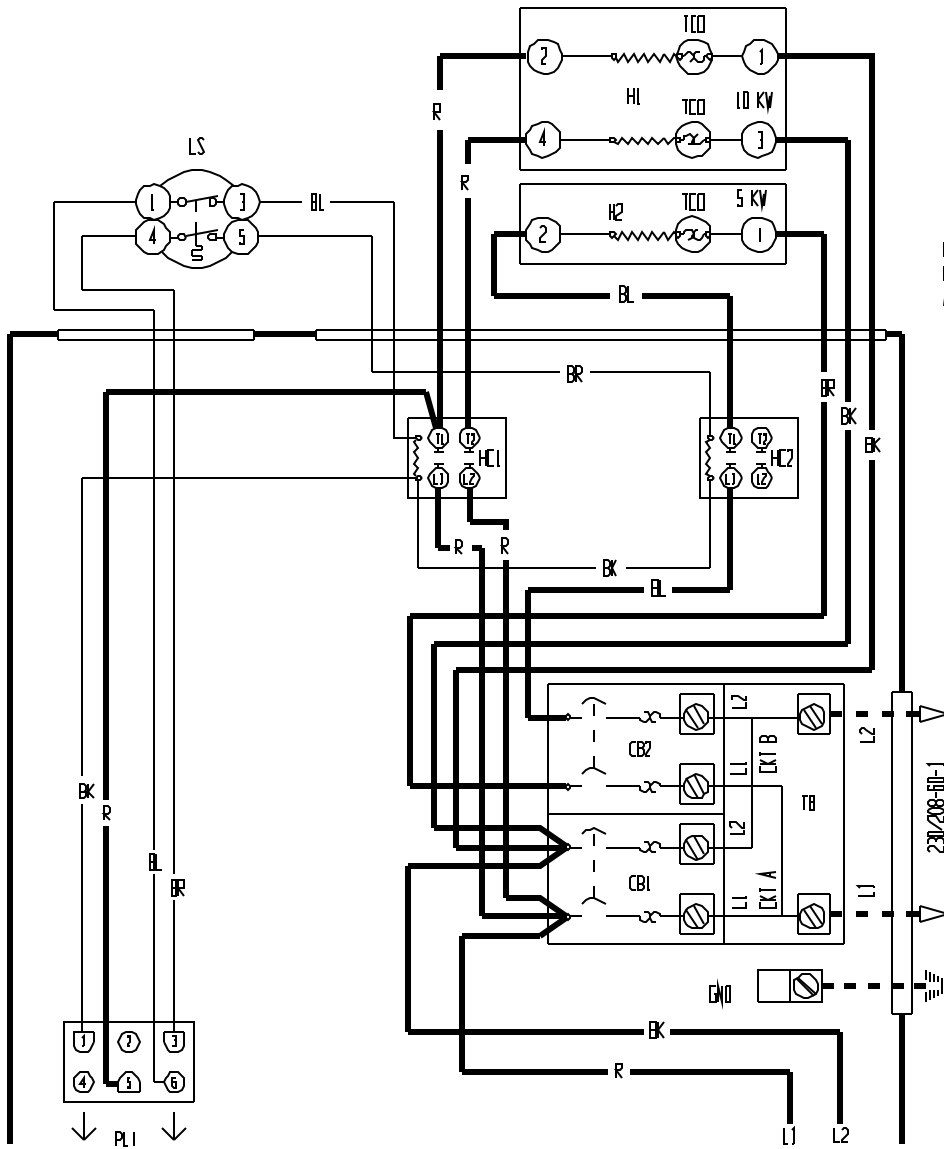 TCO
2
1
R
H1
TCO
10 KW
4
3
LS
R
1
3
BL
TCO
5 KW
H2
4
5
2
1
S
BL
BR
BR
BK
T1
T2
HC1
T1
T2
HC2
BK
L1
L2
L1
L2
R
R
BK
BL
L2
L2
CB2
L1
CKT B
BK
R
TB
230/208-60-1
L2
BL
BR
CB1
L1
CKT A
L1
GND
BK
1
2
3
4
5
6
R
PL1
L1
L2